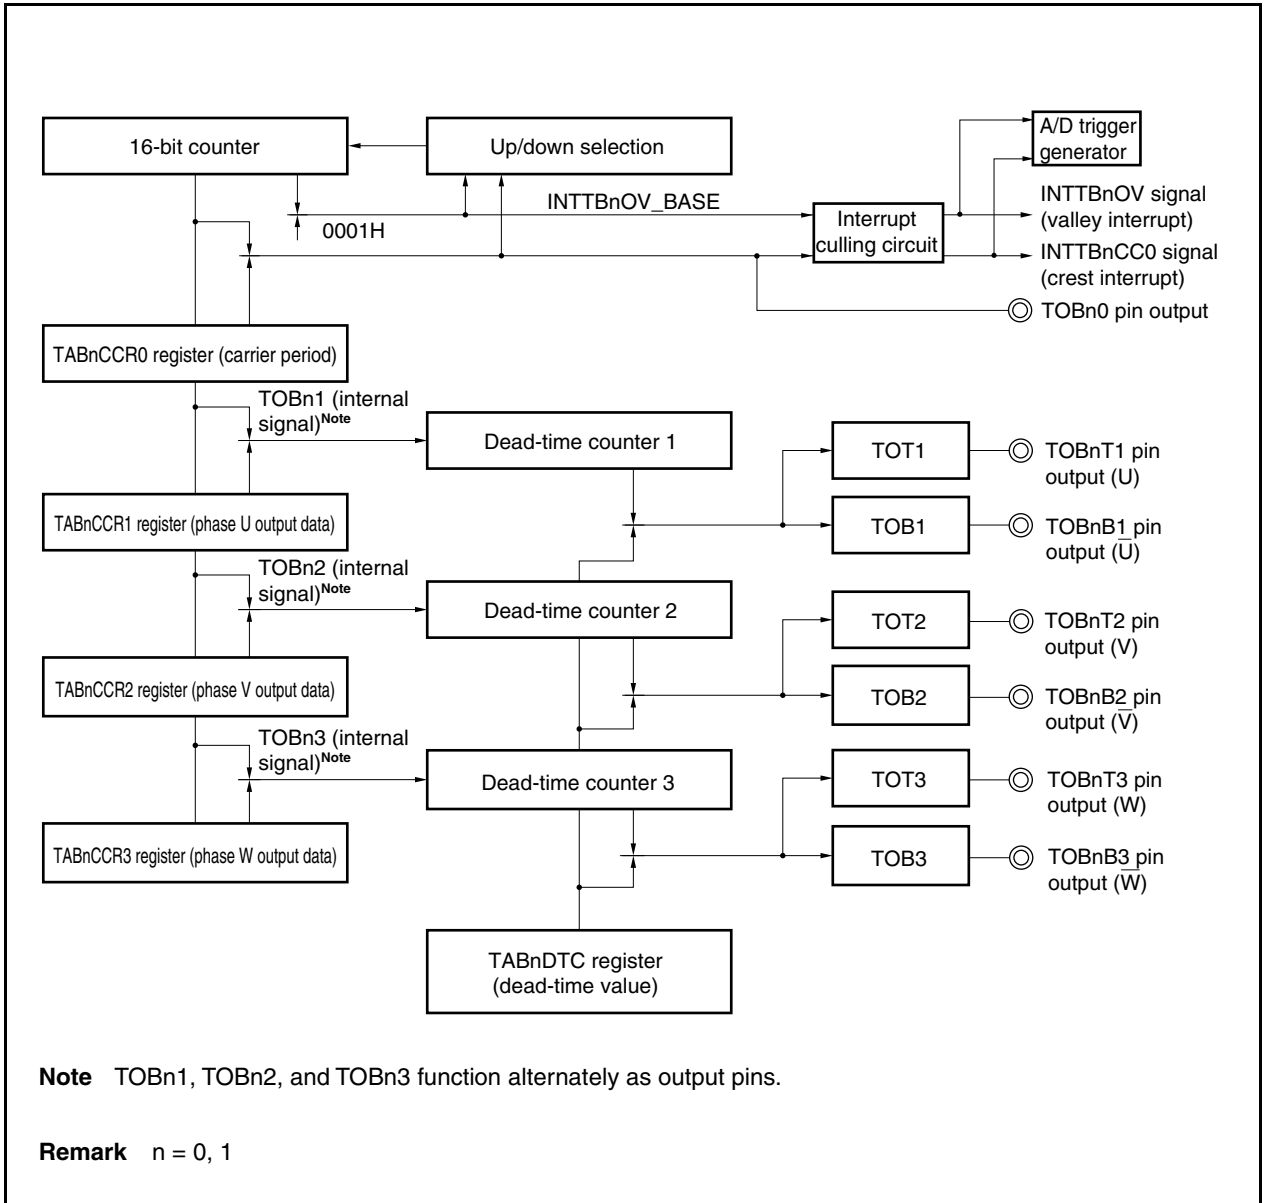 16-bit counter
Up/down selection
A/D trigger
generator
INTTBnOV_BASE
0001H
Interrupt
culling circuit
INTTBnOV signal
(valley interrupt)
INTTBnCC0 signal
(crest interrupt)
TOBn0 pin output
TABnCCR0 register (carrier period)
TOBn1 (internal
signal)Note
Dead-time counter 1
TOT1
TOBnT1 pin
output (U)
TABnCCR1 register (phase U output data)
TOB1
TOBnB1 pin
output (U̅)
TOBn2 (internal
signal)Note
Dead-time counter 2
TOT2
TOBnT2 pin
output (V)
TABnCCR2 register (phase V output data)
TOB2
TOBnB2 pin
output (V̅)
TOBn3 (internal
signal)Note
Dead-time counter 3
TOT3
TOBnT3 pin
output (W)
TABnCCR3 register (phase W output data)
TOB3
TOBnB3 pin
output (W̅)
TABnDTC register
(dead-time value)
Note TOBn1, TOBn2, and TOBn3 function alternately as output pins.
Remark n = 0, 1